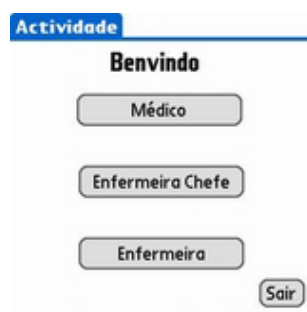 Actividade
Benvindo
Médico
Enfermeira Chefe
Enfermeira
Sair